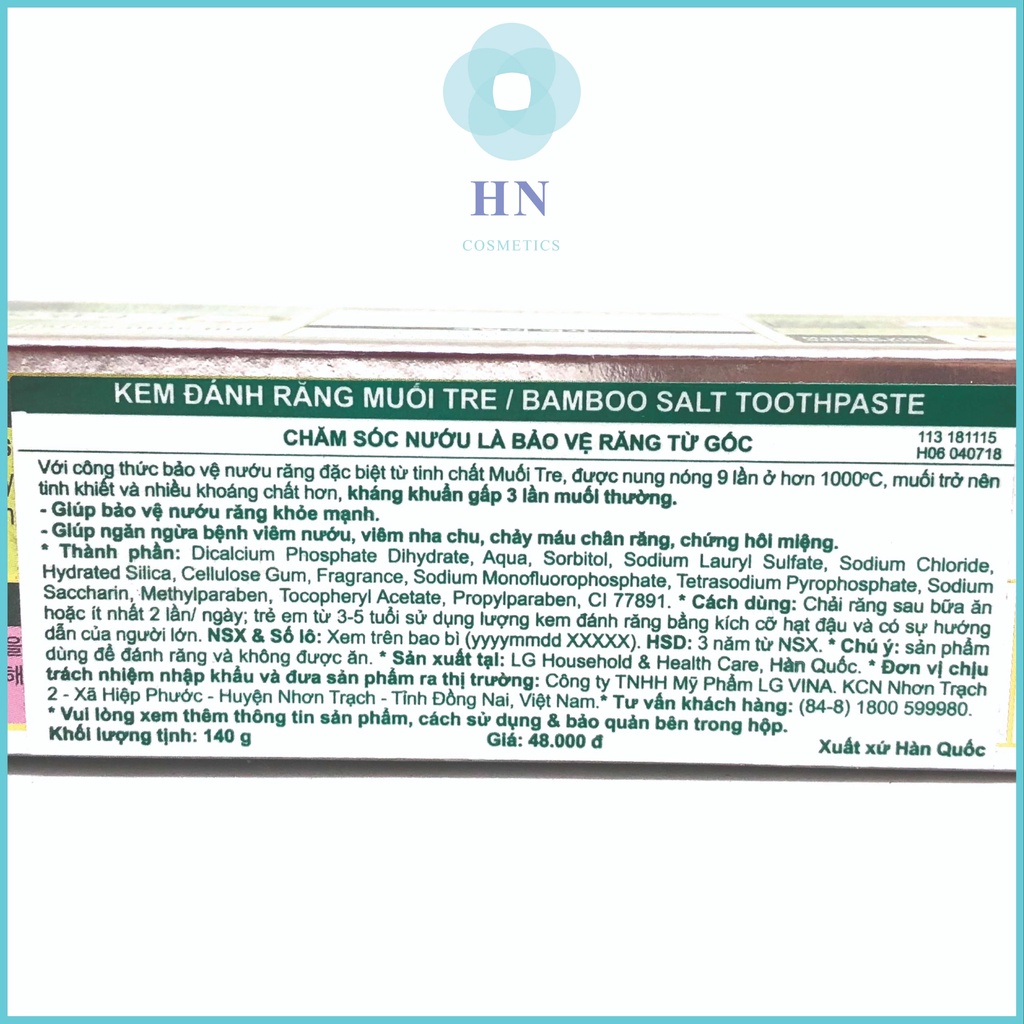 HN
COSMETICS
KEM ĐÁNH RĂNG MUỐI TRE / BAMBOO SALT TOOTHPASTE
CHĂM SÓC NƯỚU LÀ BẢO VỆ RĂNG TỪ GỐC
113 181115
H06 040718
Với công thức bảo vệ nướu răng đặc biệt từ tinh chất Muối Tre, được nung nóng 9 lần ở hơn 1000ºC, muối trở nên
tinh khiết và nhiều khoáng chất hơn, kháng khuẩn gấp 3 lần muối thường.
- Giúp bảo vệ nướu răng khỏe mạnh.
- Giúp ngăn ngừa bệnh viêm nướu, viêm nha chu, chảy máu chân răng, chứng hôi miệng.
* Thành phần: Dicalcium Phosphate Dihydrate, Aqua, Sorbitol, Sodium Lauryl Sulfate, Sodium Chloride,
Hydrated Silica, Cellulose Gum, Fragrance, Sodium Monofluorophosphate, Tetrasodium Pyrophosphate, Sodium
Saccharin, Methylparaben, Tocopheryl Acetate, Propylparaben, CI 77891. * Cách dùng: Chải răng sau bữa ăn
hoặc ít nhất 2 lần/ ngày; trẻ em từ 3-5 tuổi sử dụng lượng kem đánh răng bằng kích cỡ hạt đậu và có sự hướng
dẫn của người lớn. NSX & Số lô: Xem trên bao bì (yyyymmdd XXXXX). HSD: 3 năm từ NSX. * Chú ý: sản phẩm
dùng để đánh răng và không được ăn. * Sản xuất tại: LG Household & Health Care, Hàn Quốc. * Đơn vị chịu
trách nhiệm nhập khẩu và đưa sản phẩm ra thị trường: Công ty TNHH Mỹ Phẩm LG VINA. KCN Nhơn Trạch
2 - Xã Hiệp Phước - Huyện Nhơn Trạch - Tỉnh Đồng Nai, Việt Nam.* Tư vấn khách hàng: (84-8) 1800 599980.
* Vui lòng xem thêm thông tin sản phẩm, cách sử dụng & bảo quản bên trong hộp.
Khối lượng tịnh: 140 g
Giá: 48.000 đ
Xuất xứ Hàn Quốc